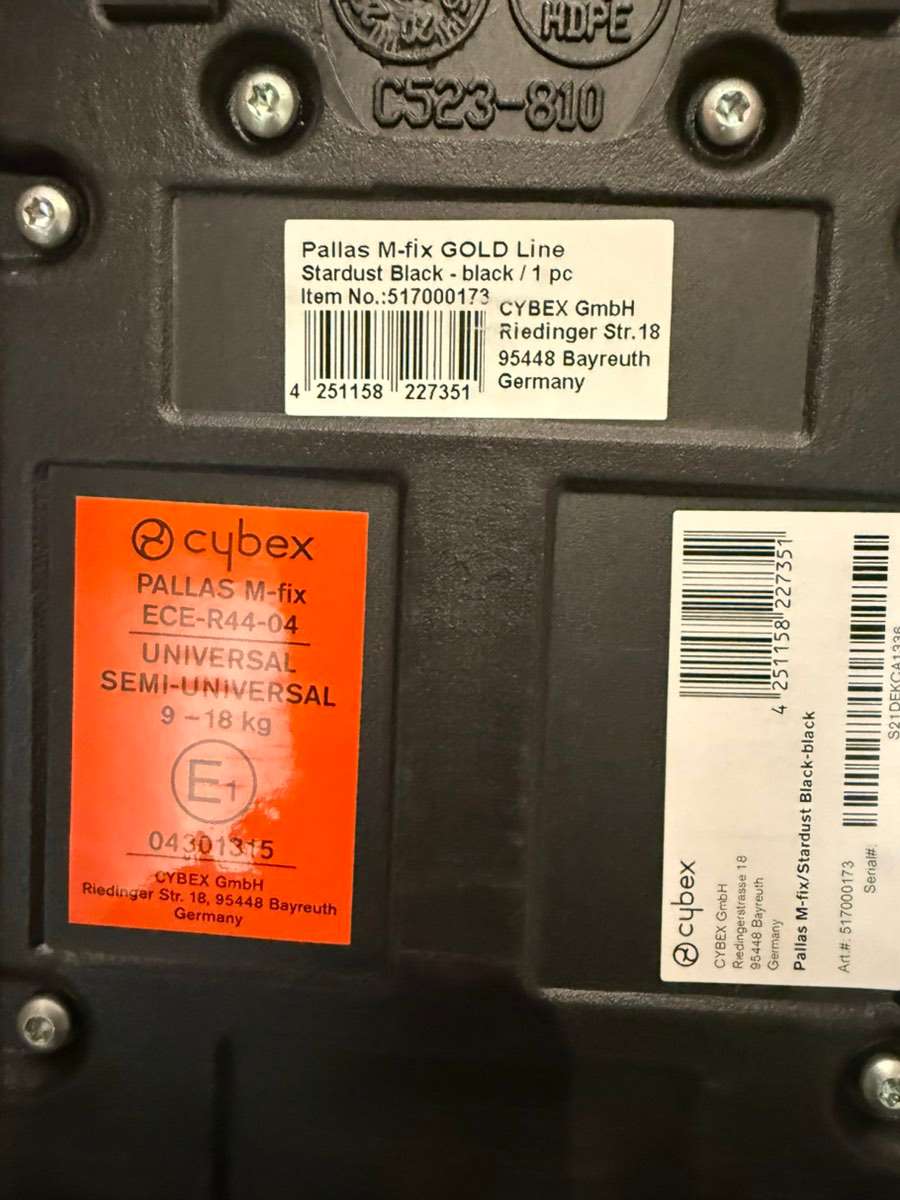 HDPE
C523-810
Pallas M-fix GOLD Line
Stardust Black - black / 1 pc
Item No.:517000173
CYBEX GmbH
Riedinger Str.18
95448 Bayreuth
Germany
4 251158 227351
cybex
PALLAS M-fix
ECE-R44-04
UNIVERSAL
SEMI-UNIVERSAL
9 – 18 kg
E1
04301315
CYBEX GmbH
Riedinger Str. 18, 95448 Bayreuth
Germany
4 251158 227351
cybex
CYBEX GmbH
Riedingerstrasse 18
95448 Bayreuth
Germany
Pallas M-fix/Stardust Black-black
Art.#: 517000173
Serial#:
S21DEKCA1336